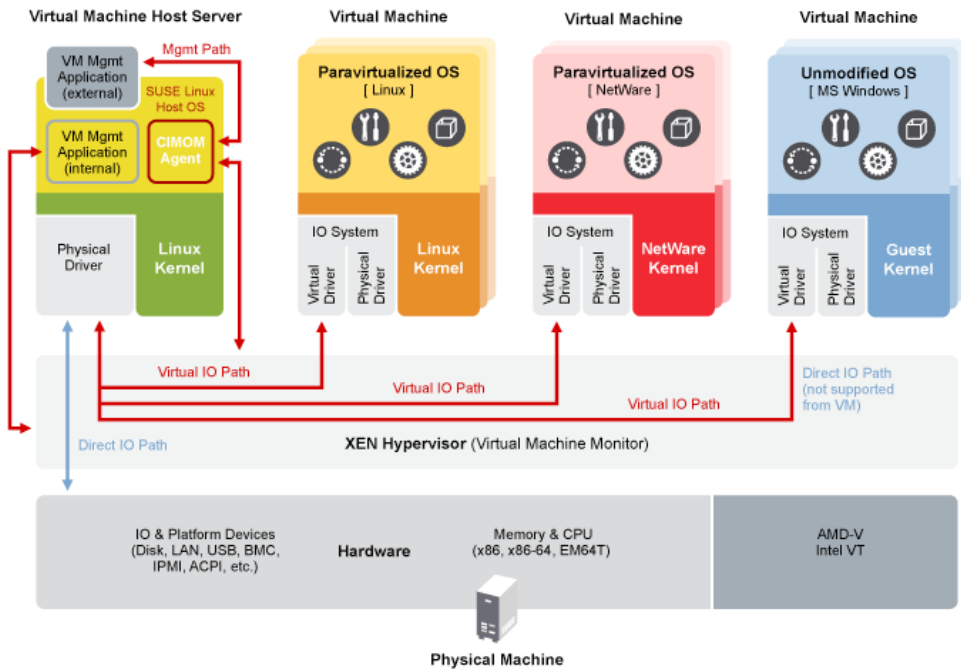 Virtual Machine Host Server
Virtual Machine
Virtual Machine
Virtual Machine
VM Mgmt
Application
(external)
Mgmt Path
SUSE Linux
Host OS
VM Mgmt
Application
(internal)
CIMOM
Agent
Physical
Driver
Linux
Kernel
Paravirtualized OS
[ Linux ]
IO System
Virtual
Driver
Physical
Driver
Linux
Kernel
Paravirtualized OS
[ NetWare ]
IO System
Virtual
Driver
Physical
Driver
NetWare
Kernel
Unmodified OS
[ MS Windows ]
IO System
Virtual
Driver
Physical
Driver
Guest
Kernel
Virtual IO Path
Virtual IO Path
Virtual IO Path
Direct IO Path
(not supported
from VM)
Direct IO Path
XEN Hypervisor (Virtual Machine Monitor)
IO & Platform Devices
(Disk, LAN, USB, BMC,
IPMI, ACPI, etc.)
Hardware
Memory & CPU
(x86, x86-64, EM64T)
AMD-V
Intel VT
Physical Machine